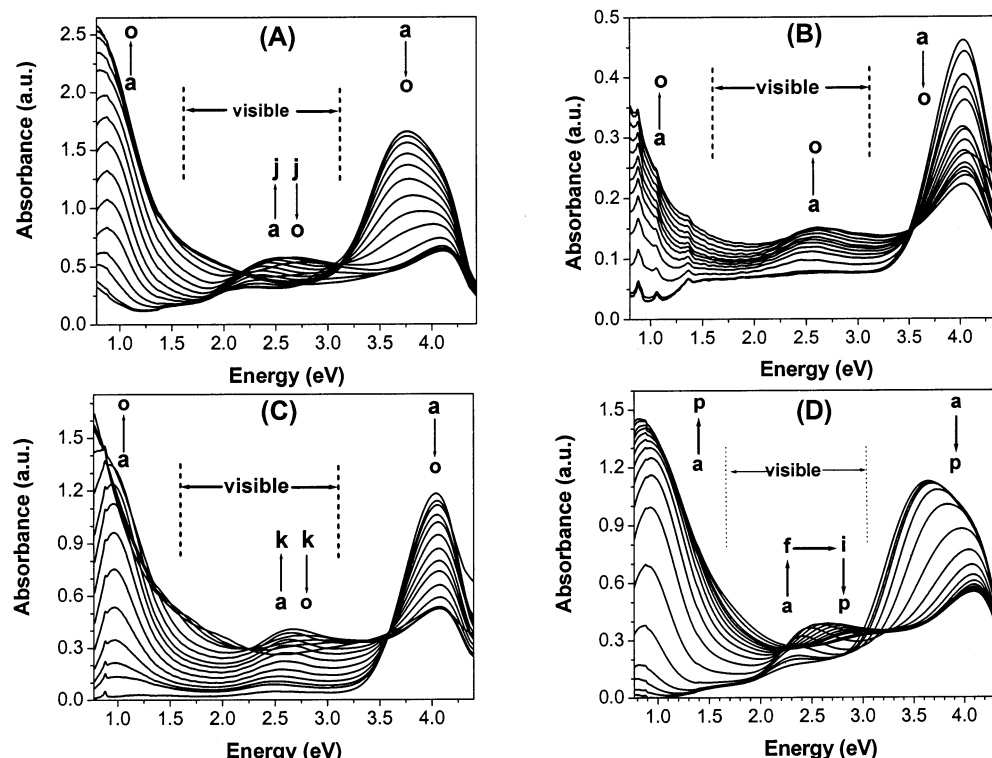 (A)
o
a
a
o
visible
j j
a o
2.5
2.0
1.5
1.0
0.5
0.0
Absorbance (a.u.)
1.0 1.5 2.0 2.5 3.0 3.5 4.0
Energy (eV)
(B)
o
a
a
o
visible
o
a
0.5
0.4
0.3
0.2
0.1
0.0
Absorbance (a.u.)
1.0 1.5 2.0 2.5 3.0 3.5 4.0
Energy (eV)
(C)
o
a
a
o
visible
k k
a o
1.5
1.2
0.9
0.6
0.3
0.0
Absorbance (a.u.)
1.0 1.5 2.0 2.5 3.0 3.5 4.0
Energy (eV)
(D)
p
a
a
p
visible
f i
a p
1.5
1.2
0.9
0.6
0.3
0.0
Absorbance (a.u.)
1.0 1.5 2.0 2.5 3.0 3.5 4.0
Energy (eV)